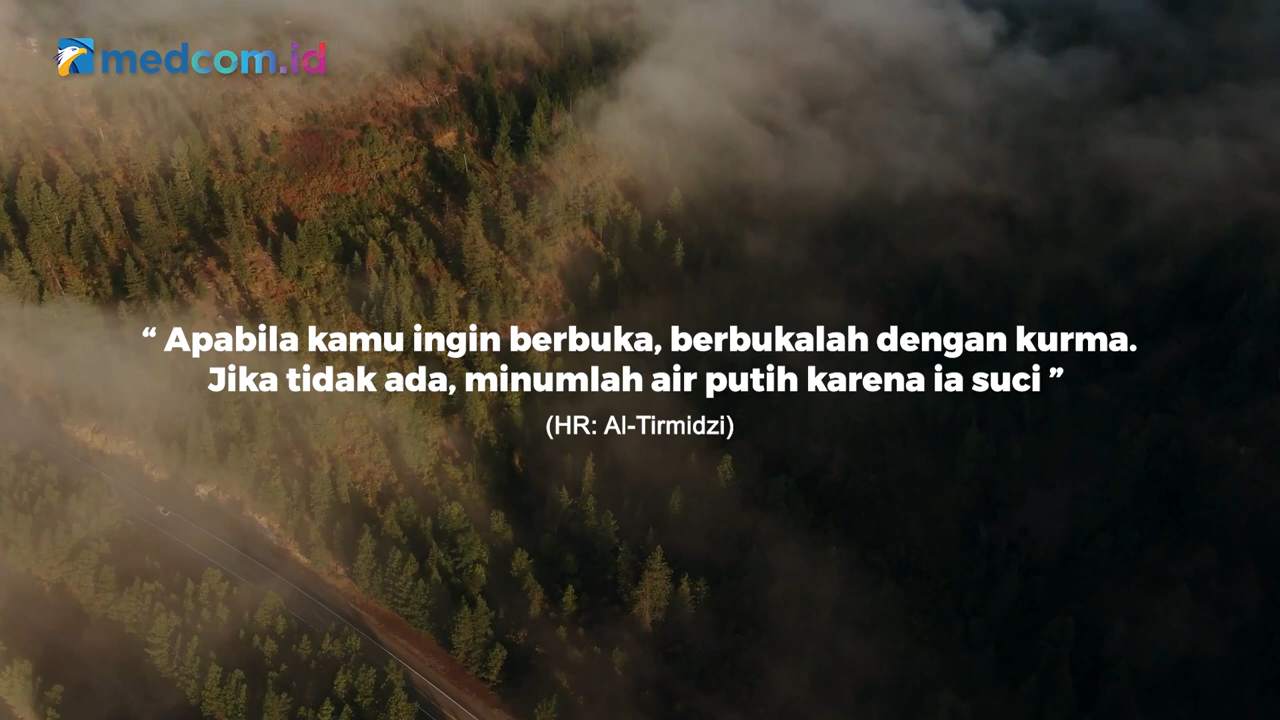 medcom.id
“ Apabila kamu ingin berbuka, berbukalah dengan kurma.
Jika tidak ada, minumlah air putih karena ia suci ”
(HR: Al-Tirmidzi)